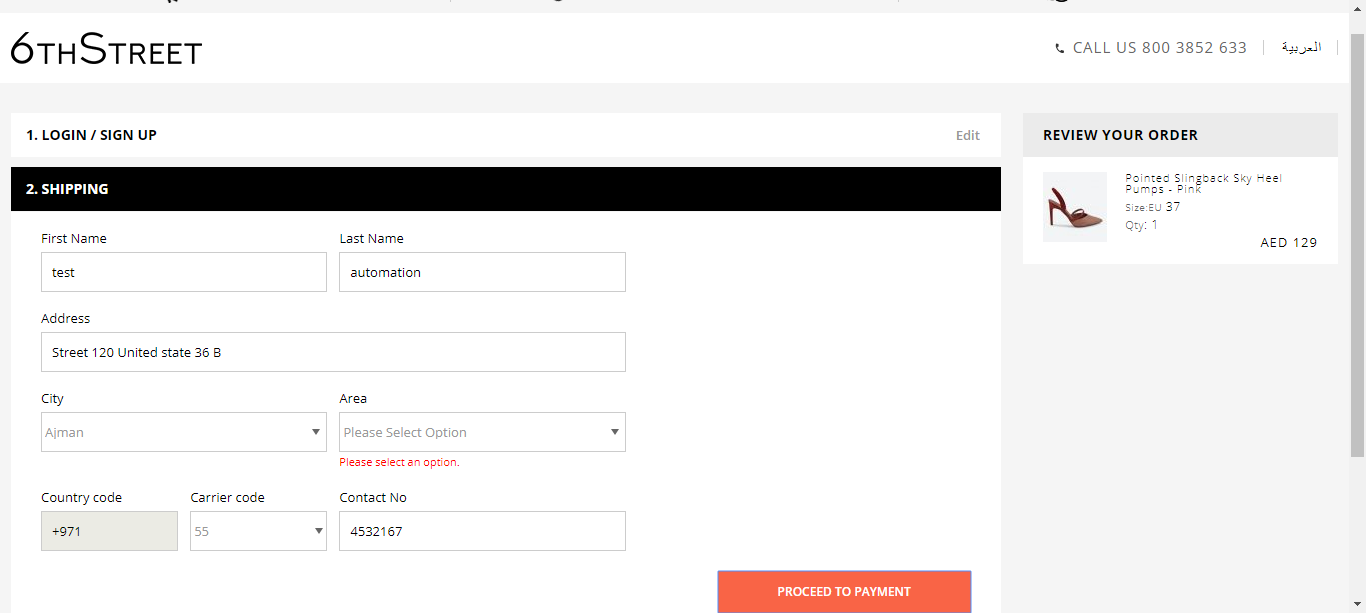 6THSTREET
CALL US 800 3852 633
العربية
1. LOGIN / SIGN UP
Edit
2. SHIPPING
First Name
Last Name
test
automation
Address
Street 120 United state 36 B
City
Area
Ajman
Please Select Option
Please select an option.
Country code
Carrier code
Contact No
+971
55
4532167
PROCEED TO PAYMENT
REVIEW YOUR ORDER
Pointed Slingback Sky Heel
Pumps - Pink
Size:EU 37
Qty: 1
AED 129